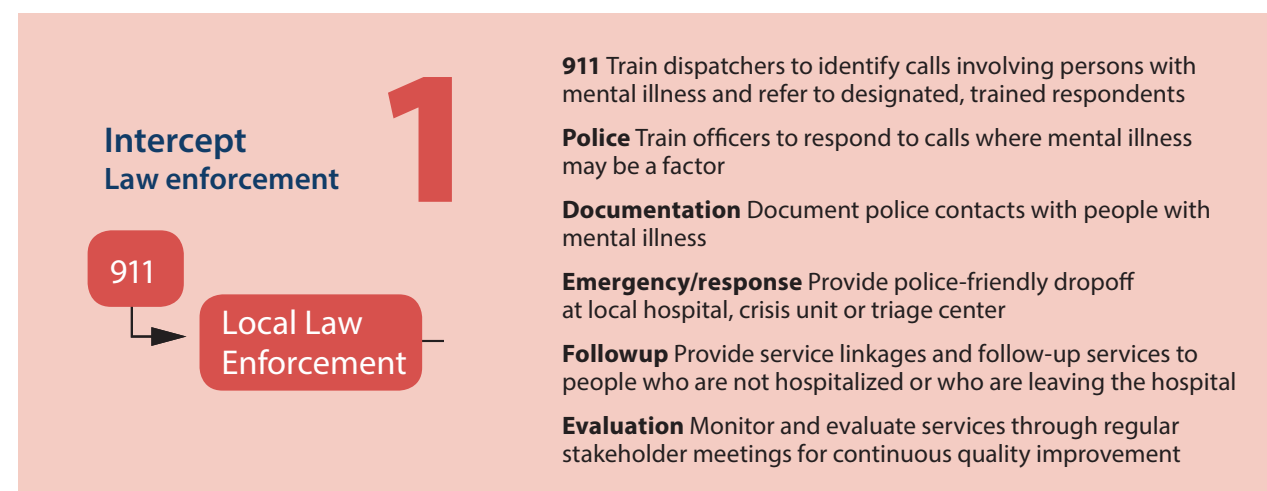 Intercept
Law enforcement
1
911
Local Law
Enforcement
911 Train dispatchers to identify calls involving persons with
mental illness and refer to designated, trained respondents
Police Train officers to respond to calls where mental illness
may be a factor
Documentation Document police contacts with people with
mental illness
Emergency/response Provide police-friendly dropoff
at local hospital, crisis unit or triage center
Followup Provide service linkages and follow-up services to
people who are not hospitalized or who are leaving the hospital
Evaluation Monitor and evaluate services through regular
stakeholder meetings for continuous quality improvement